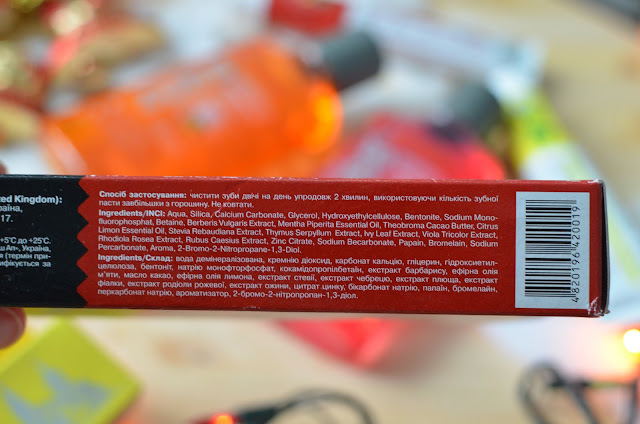 ted Kingdom):
раїна,
17.
+5°C до +25°C.
Ап», Україна,
(термін при-
ифікується за
Спосіб застосування: чистити зуби двічі на день упродовж 2 хвилин, використовуючи кількість зубної
пасти завбільшки з горошину. Не ковтати.
Ingredients/INCI: Aqua, Silica, Calcium Carbonate, Glycerol, Hydroxyethylcellulose, Bentonite, Sodium Mono-
fluorophosphat, Betaine, Berberis Vulgaris Extract, Mentha Piperita Essential Oil, Theobroma Cacao Butter, Citrus
Limon Essential Oil, Stevia Rebaudiana Extract, Thymus Serpyllum Extract, Ivy Leaf Extract, Viola Tricolor Extract,
Rhodiola Rosea Extract, Rubus Caesius Extract, Zinc Citrate, Sodium Becarbonate, Papain, Bromelain, Sodium
Percarbonate, Aroma, 2-Bromo-2-Nitropropane-1,3-Diol.
Ingredients/Склад: вода демінералізована, кремнію діоксид, карбонат кальцію, гліцерин, гідроксиетил-
целюлоза, бентоніт, натрію монофторфосфат, кокамідопропілбетаїн, екстракт барбарису, ефірна олія
м'яти, масло какао, ефірна олія лимона, екстракт стевії, екстракт чебрецю, екстракт плюща, екстракт
фіалки, екстракт родіоли рожевої, екстракт ожини, цитрат цинку, бікарбонат натрію, папаїн, бромелайн,
перкарбонат натрію, ароматизатор, 2-бромо-2-нітропропан-1,3-діол.
4820196420019